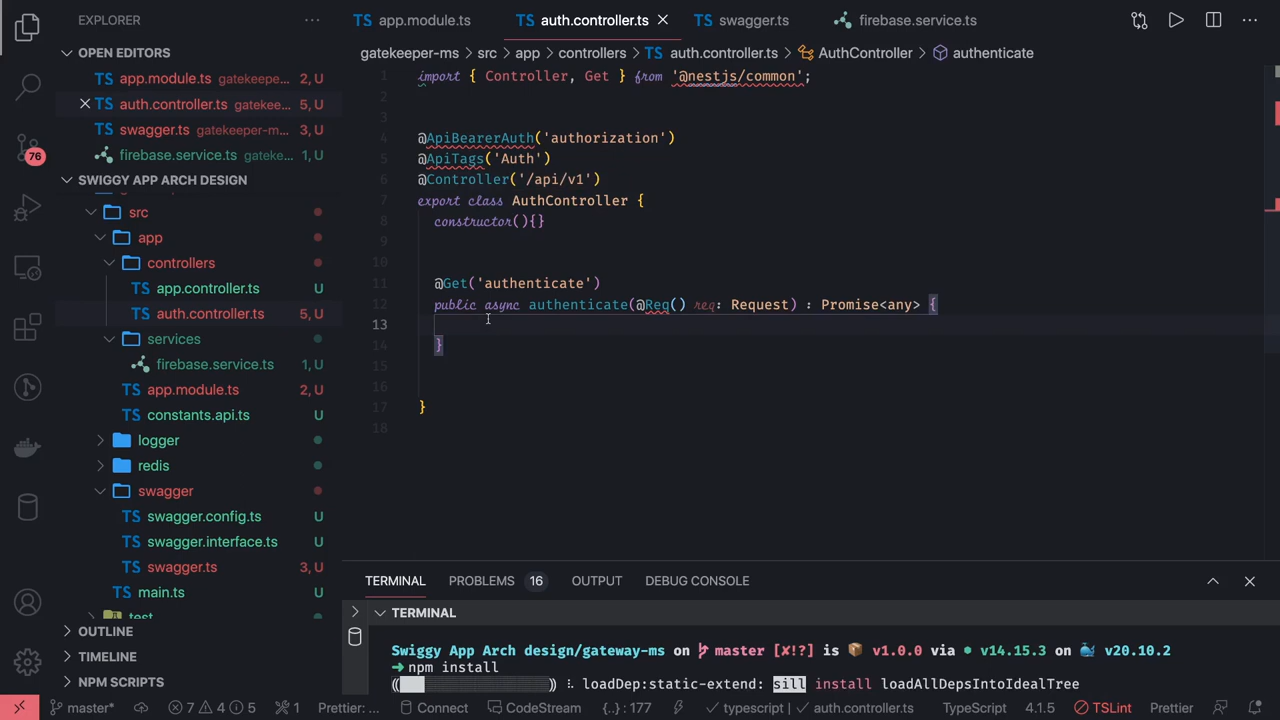 EXPLORER
OPEN EDITORS
TS app.module.ts gatekeepe... 2, U
TS auth.controller.ts gatekee... 5, U
TS swagger.ts gatekeeper-m... 3, U
firebase.service.ts gateke... 1, U
SWIGGY APP ARCH DESIGN
src
app
controllers
TS app.controller.ts U
TS auth.controller.ts 5, U
services
firebase.service.ts 1, U
TS app.module.ts 2, U
TS constants.api.ts U
logger
redis
swagger
TS swagger.config.ts U
TS swagger.interface.ts U
TS swagger.ts 3, U
TS main.ts U
test
OUTLINE
TIMELINE
NPM SCRIPTS
76
TS app.module.ts
TS auth.controller.ts
TS swagger.ts
firebase.service.ts
gatekeeper-ms > src > app > controllers > TS auth.controller.ts > AuthController > authenticate
1 import { Controller, Get } from '@nestjs/common';
2
3
4 @ApiBearerAuth('authorization')
5 @ApiTags('Auth')
6 @Controller('/api/v1')
7 export class AuthController {
8 constructor(){}
9
10
11 @Get('authenticate')
12 public async authenticate(@Req() req: Request) : Promise<any> {
13
14 }
15
16
17 }
18
TERMINAL PROBLEMS 16 OUTPUT DEBUG CONSOLE
TERMINAL
Swiggy App Arch design/gateway-ms on master [✘!?] is 📦 v1.0.0 via ⬢ v14.15.3 on 🐳 v20.10.2
➜ npm install
((▒▒░░░░░░░░░░░░░░░░)) ⠸ loadDep:static-extend: sill install loadAllDepsIntoIdealTree
master* 7 4 5 1 Prettier: ... Connect CodeStream : 177 typescript | auth.controller.ts TypeScript 4.1.5 TSLint Prettier